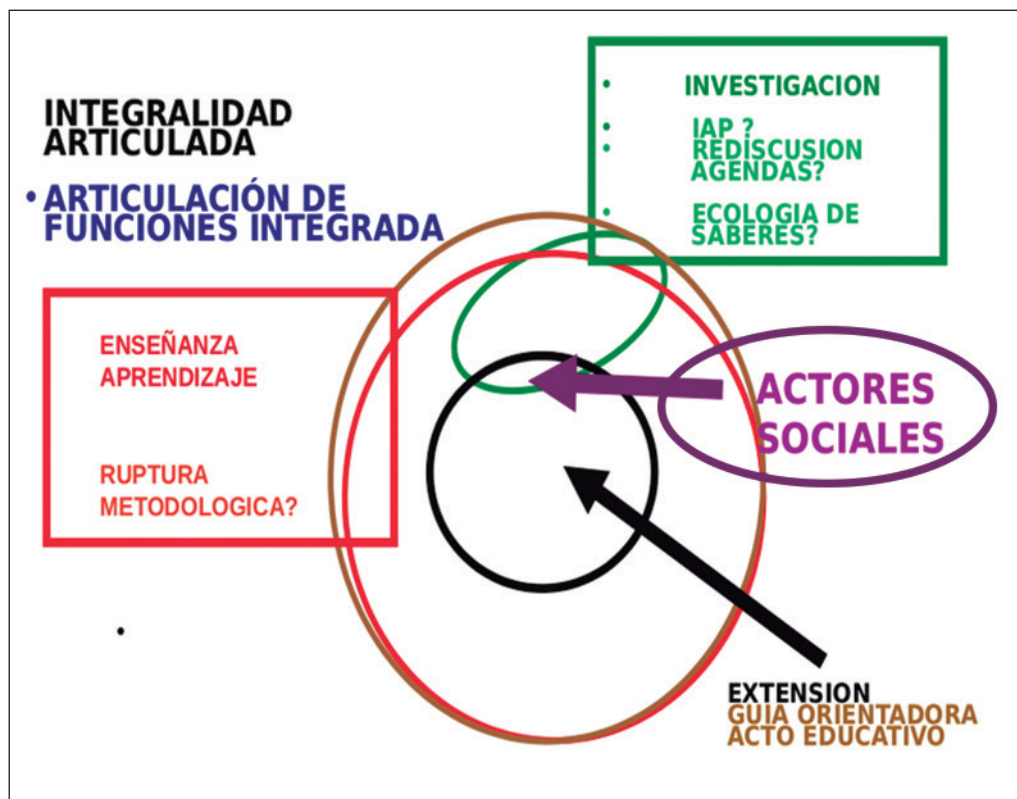 INTEGRALIDAD
ARTICULADA
• ARTICULACIÓN DE
FUNCIONES INTEGRADA
• INVESTIGACION
• IAP ?
• REDISCUSION
AGENDAS?
• ECOLOGIA DE
SABERES?
ENSEÑANZA
APRENDIZAJE
RUPTURA
METODOLOGICA?
ACTORES
SOCIALES
•
EXTENSION
GUIA ORIENTADORA
ACTO EDUCATIVO